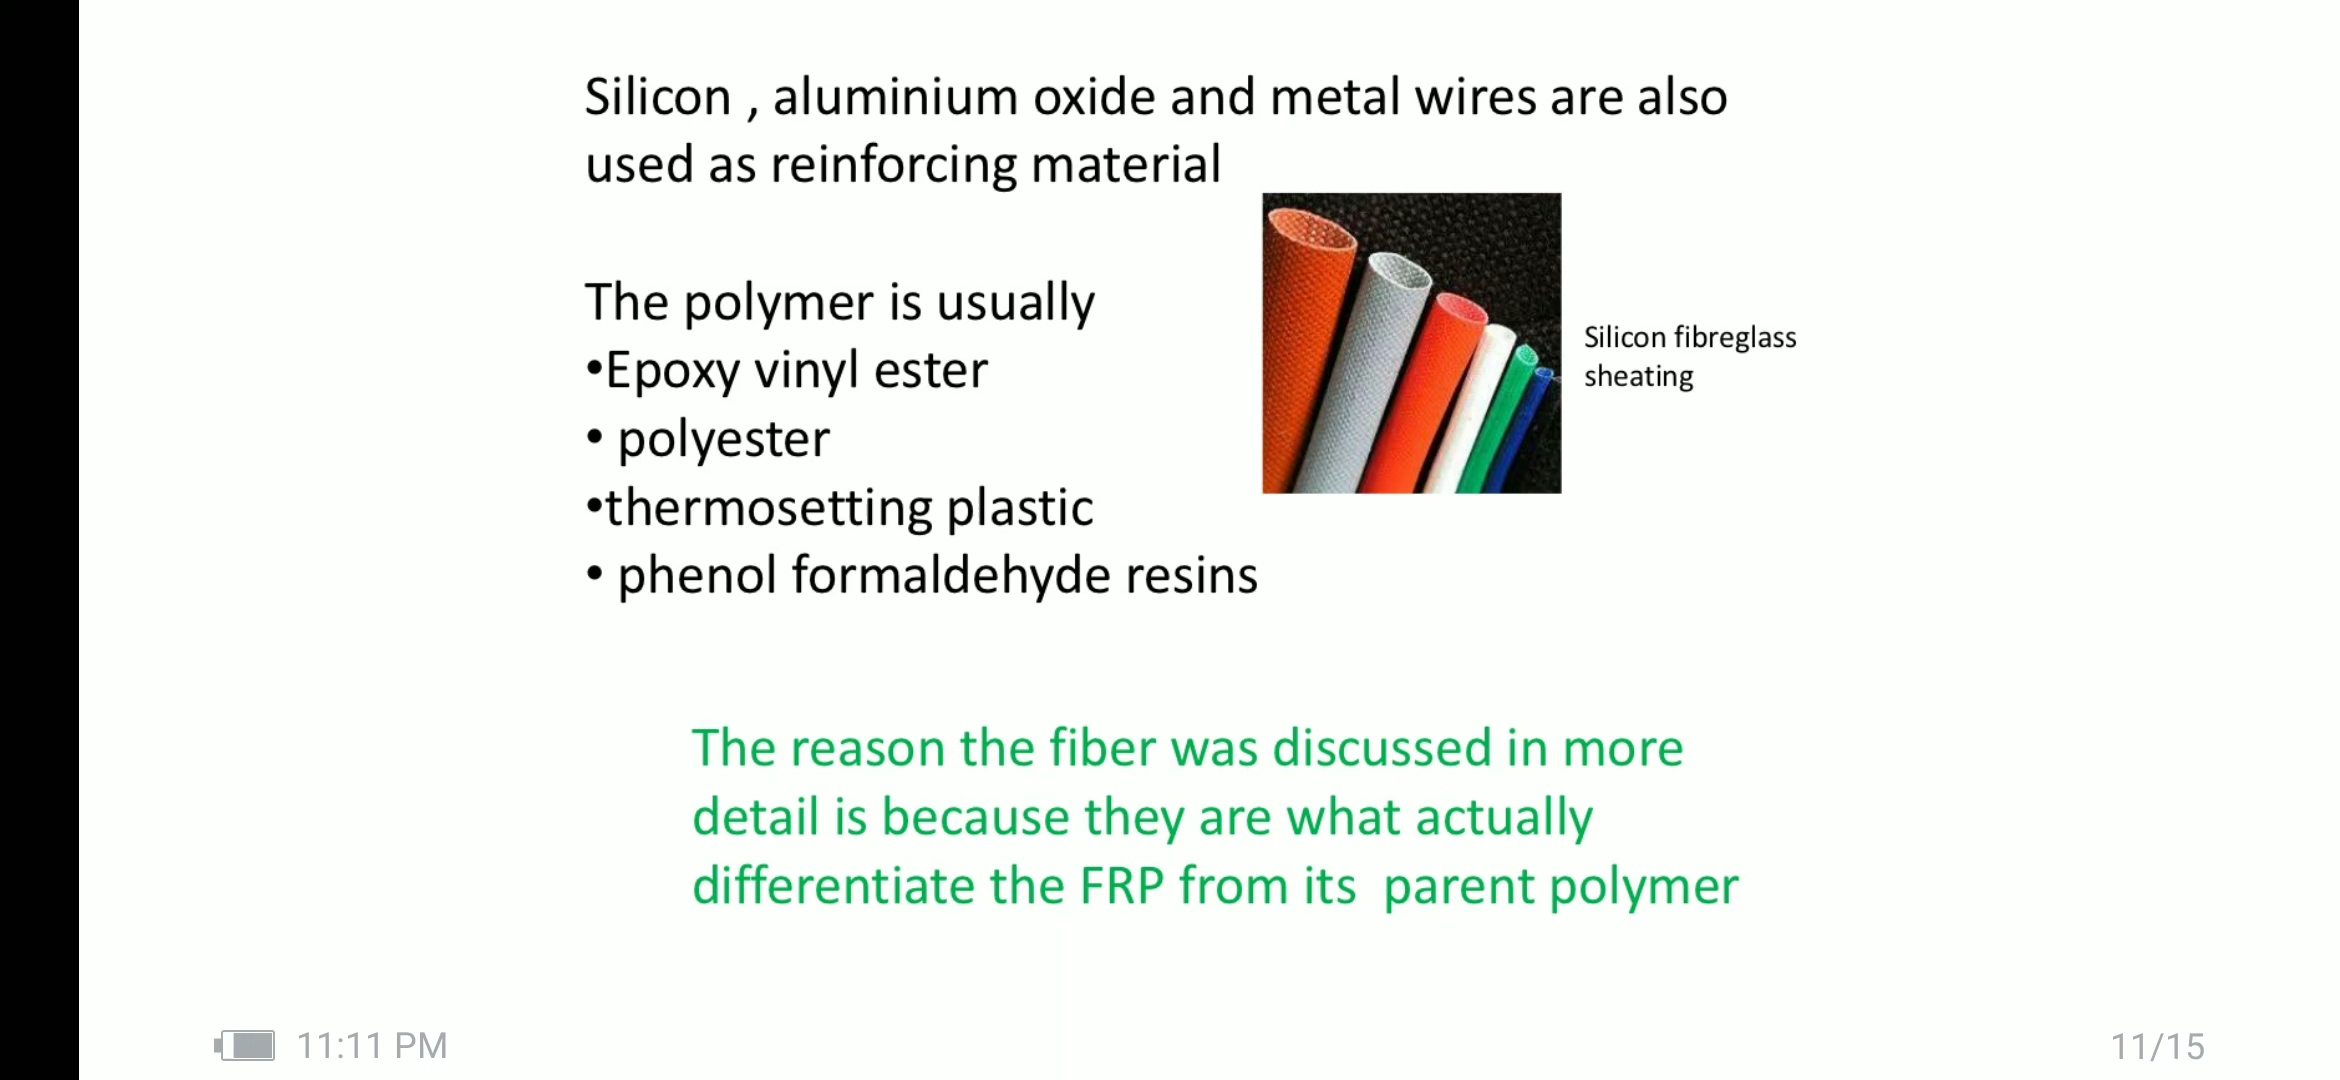 Silicon , aluminium oxide and metal wires are also
used as reinforcing material
The polymer is usually
•Epoxy vinyl ester
• polyester
•thermosetting plastic
• phenol formaldehyde resins
Silicon fibreglass
sheating
The reason the fiber was discussed in more
detail is because they are what actually
differentiate the FRP from its  parent polymer
11:11 PM
11/15